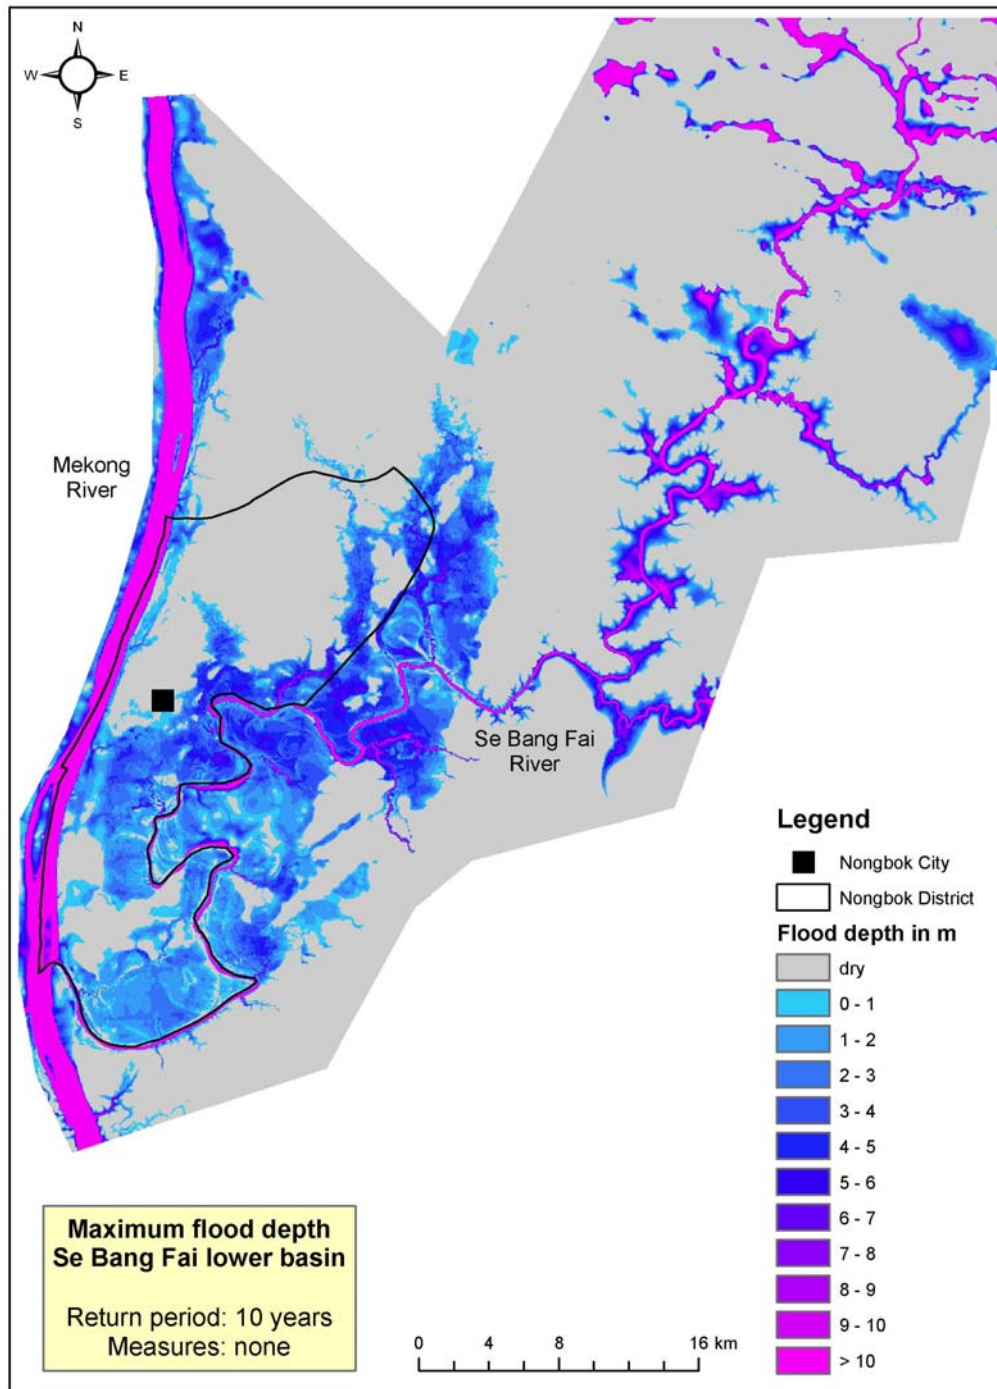 N
W E
S
Mekong
River
Se Bang Fai
River
Legend
Nongbok City
Nongbok District
Flood depth in m
dry
0 - 1
1 - 2
2 - 3
3 - 4
4 - 5
5 - 6
6 - 7
7 - 8
8 - 9
9 - 10
> 10
Maximum flood depth
Se Bang Fai lower basin
Return period: 10 years
Measures: none
0 4 8 16 km